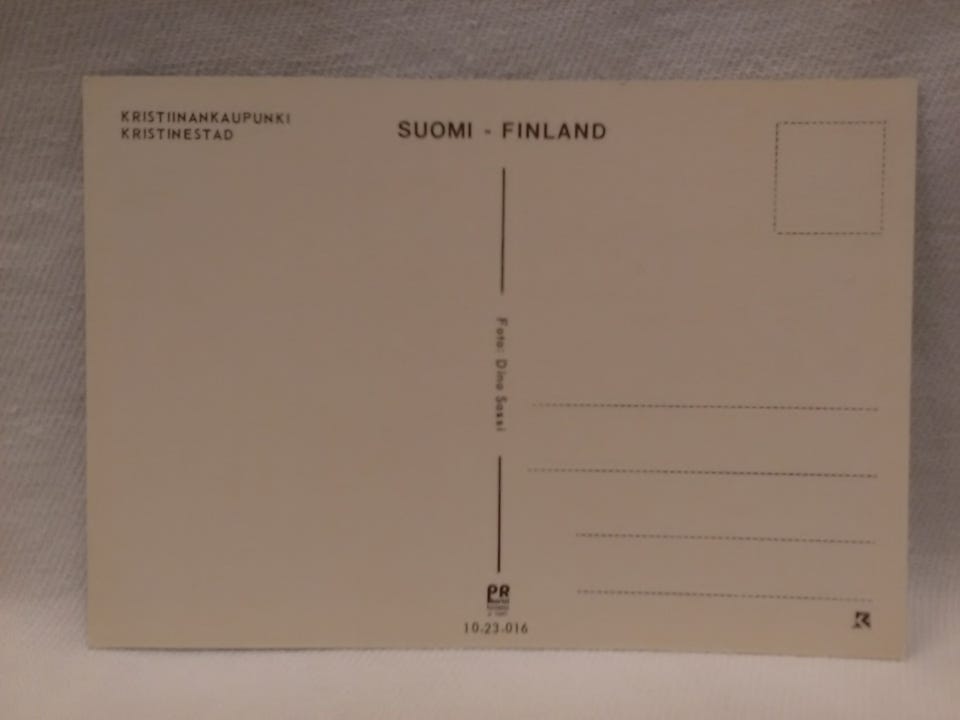 KRISTIINANKAUPUNKI
KRISTINESTAD
SUOMI - FINLAND
Foto: Dino Sassi
PR
10-23-016
K